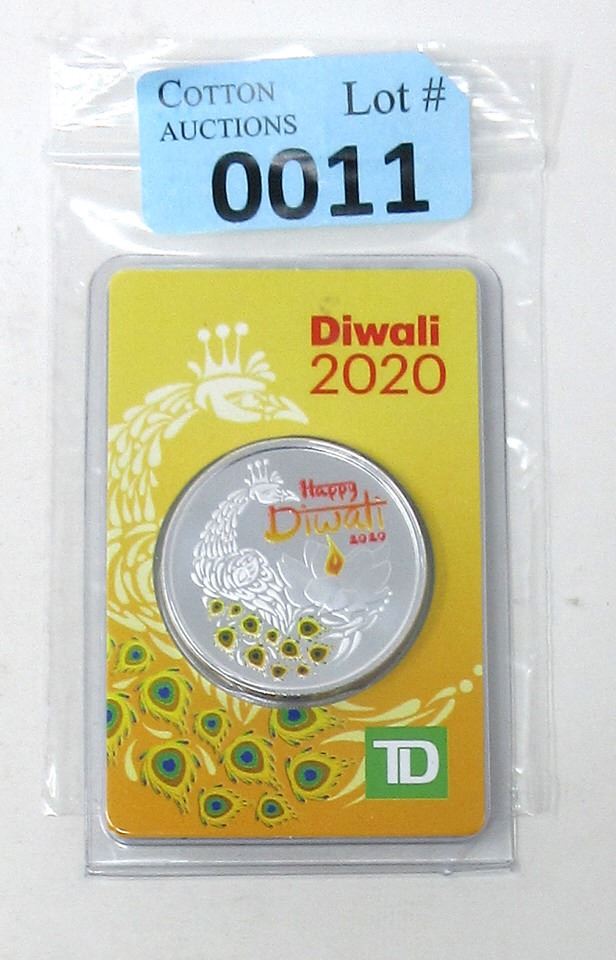 COTTON
AUCTIONS
Lot #
0011
Diwali
2020
Happy
Diwali
2020
TD